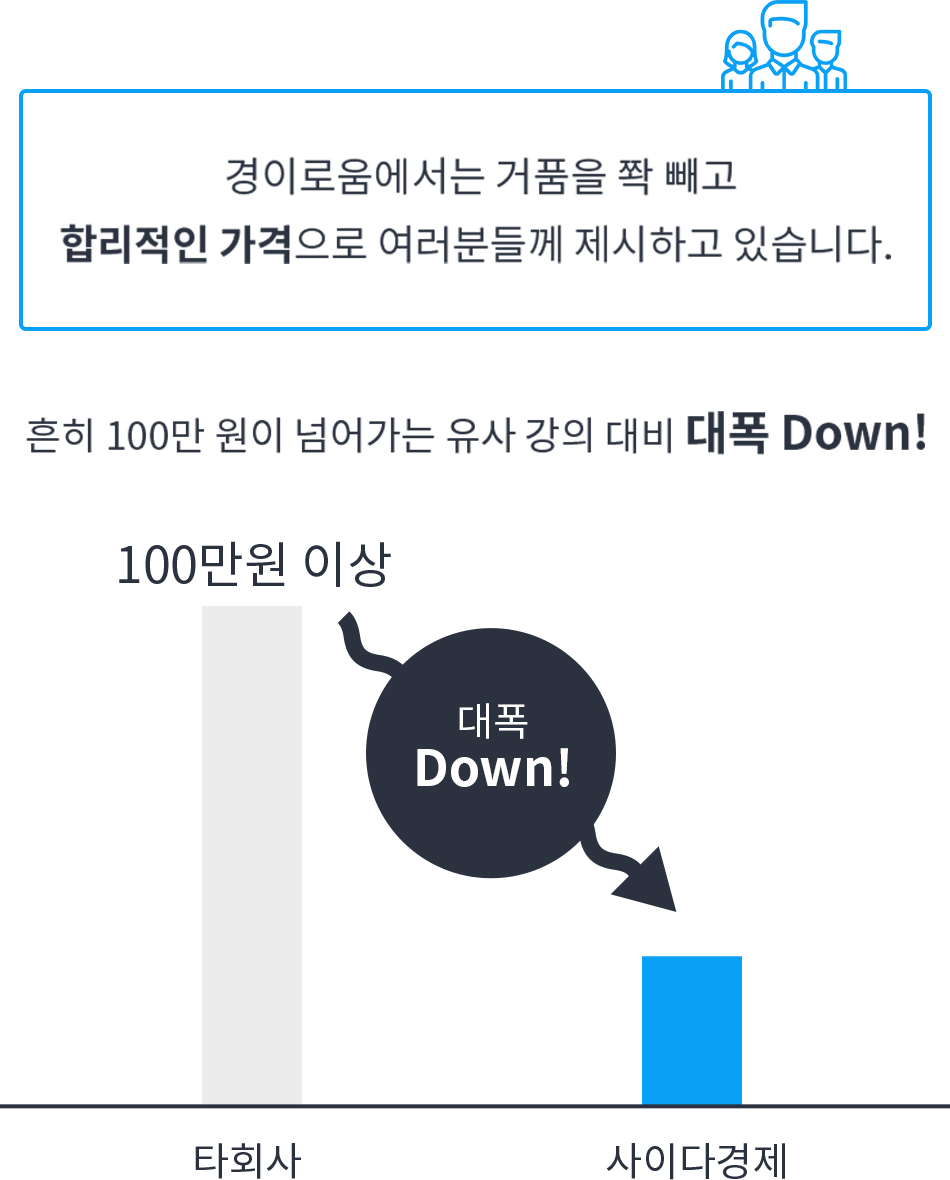 경이로움에서는 거품을 쫙 빼고
합리적인 가격으로 여러분들께 제시하고 있습니다.
흔히 100만 원이 넘어가는 유사 강의 대비 대폭 Down!
100만원 이상
대폭
Down!
타회사
사이다경제